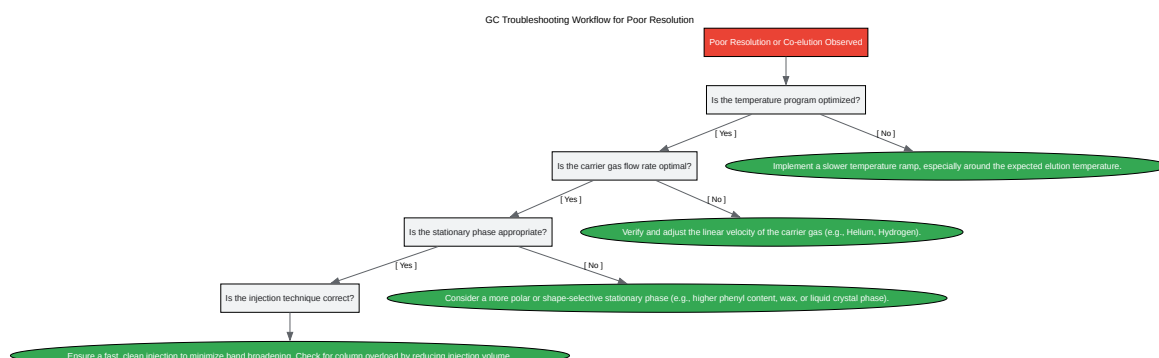 GC Troubleshooting Workflow for Poor Resolution
Poor Resolution or Co-elution Observed
Is the temperature program optimized?
[ Yes ]
[ No ]
Is the carrier gas flow rate optimal?
Implement a slower temperature ramp, especially around the expected elution temperature.
[ Yes ]
[ No ]
Is the stationary phase appropriate?
Verify and adjust the linear velocity of the carrier gas (e.g., Helium, Hydrogen).
[ Yes ]
[ No ]
Is the injection technique correct?
Consider a more polar or shape-selective stationary phase (e.g., higher phenyl content, wax, or liquid crystal phase).
Ensure a fast, clean injection to minimize band broadening. Check for column overload by reducing injection volume.